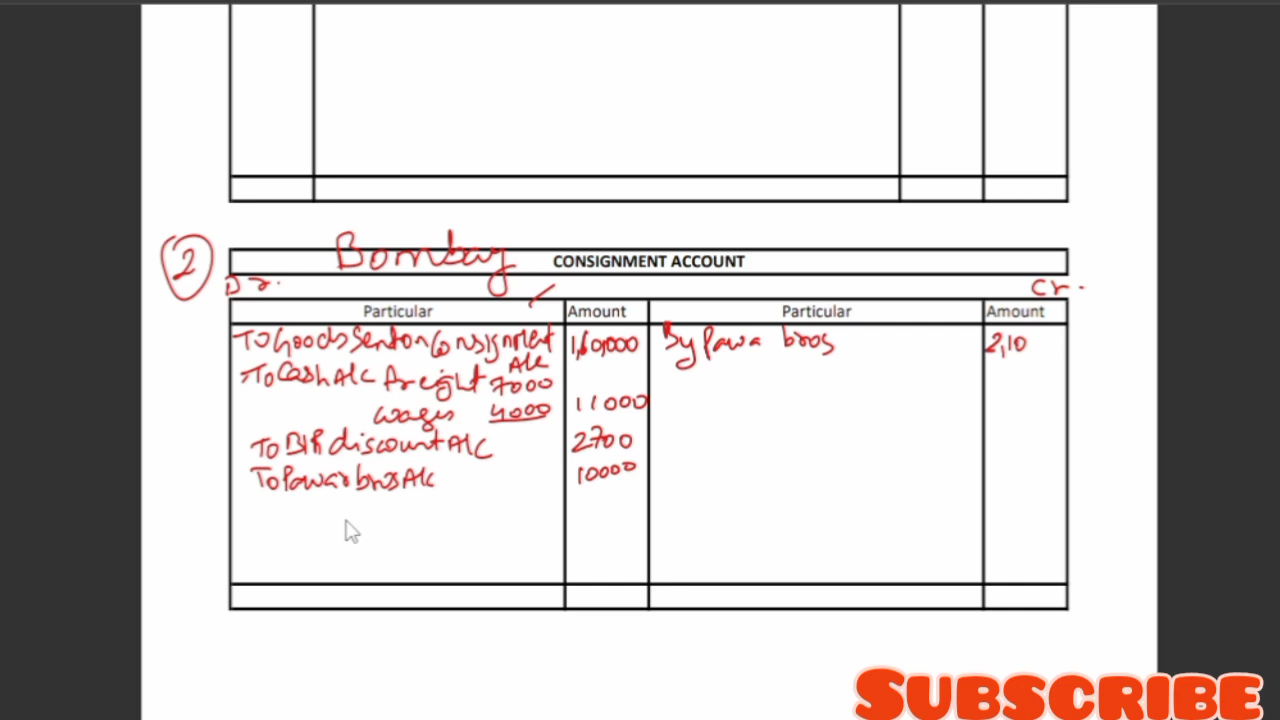 2
Bombay CONSIGNMENT ACCOUNT
Dr. Cr.
Particular Amount Particular Amount
To Goods Sent on Consignment A/c 1,60,000 By Pawa bros 2,10
To Cash A/c freight 7000
wages 4000 11000
To B/R discount A/c 2700
To Pawar bros A/c 10000
SUBSCRIBE